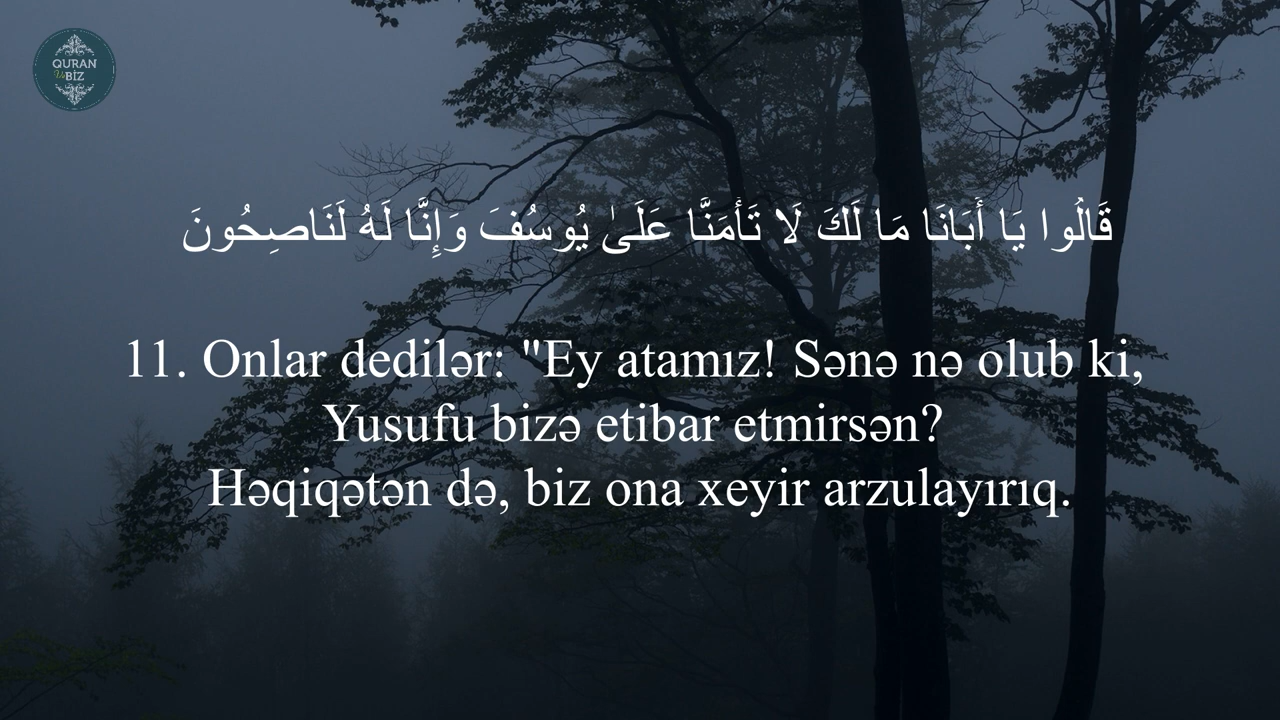 QURAN
Və
BİZ
قَالُوا يَا أَبَانَا مَا لَكَ لَا تَأْمَنَّا عَلَىٰ يُوسُفَ وَإِنَّا لَهُ لَنَاصِحُونَ
11. Onlar dedilər: "Ey atamız! Sənə nə olub ki,
Yusufu bizə etibar etmirsən?
Həqiqətən də, biz ona xeyir arzulayırıq.